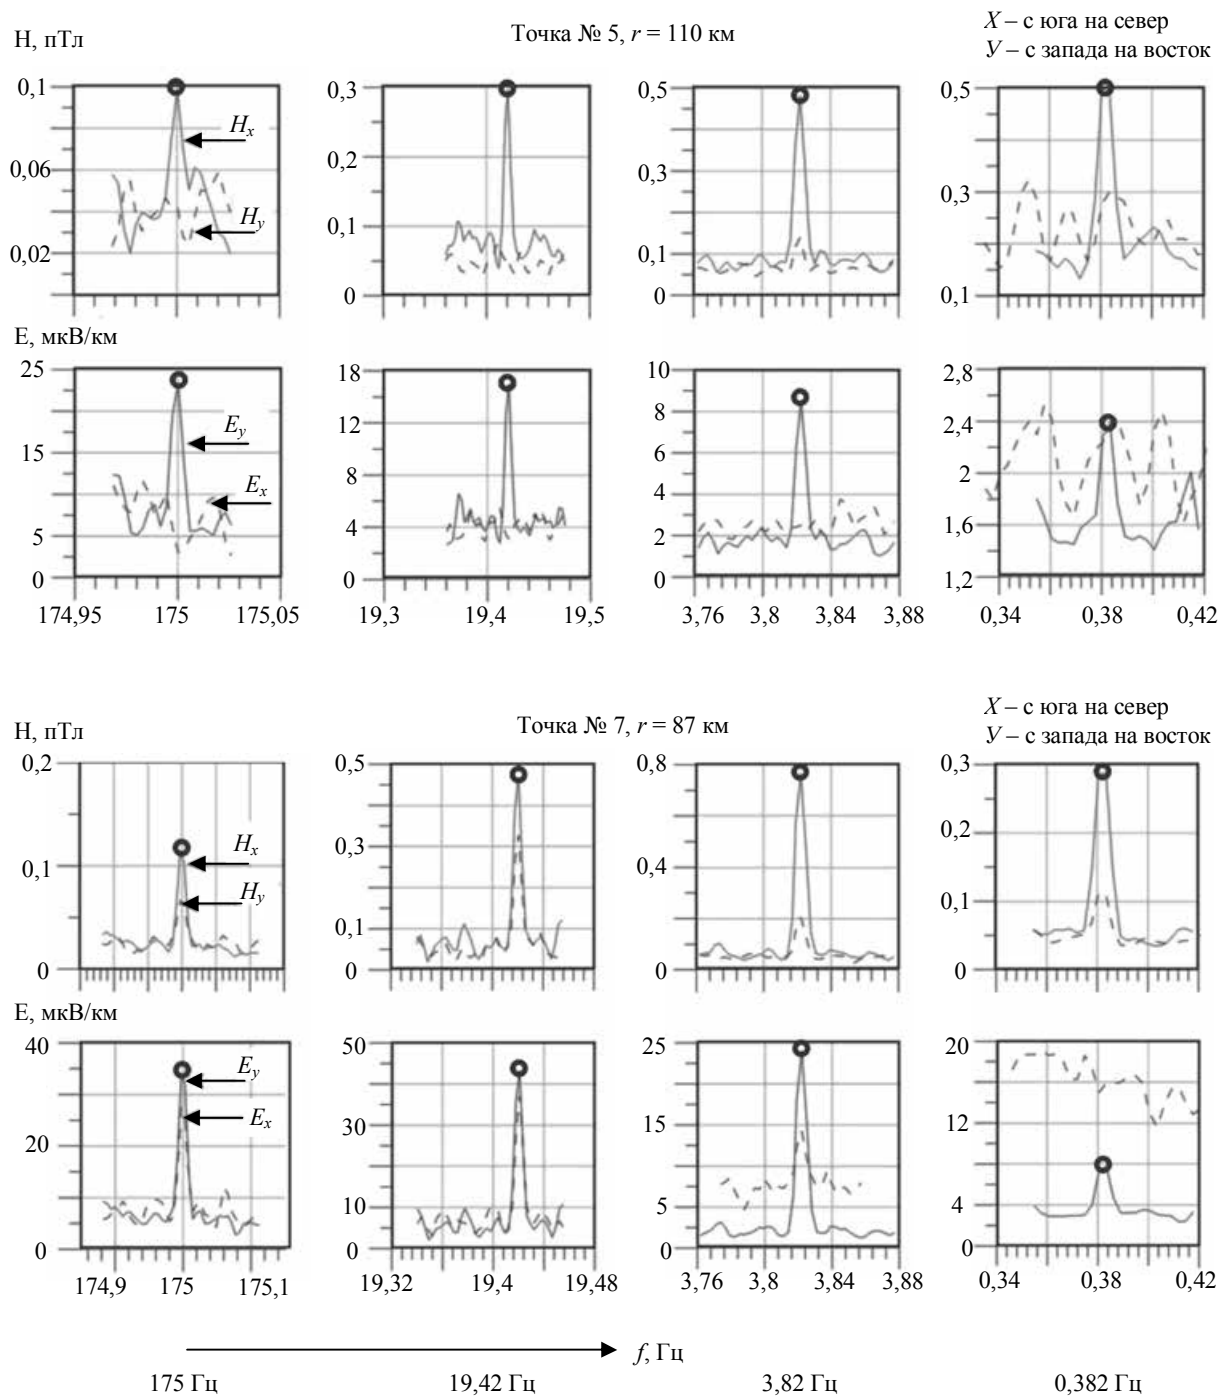 Н, пТл
Точка № 5, r = 110 км
X – с юга на север
У – с запада на восток
0,1 0,3 0,5 0,5
Hx
0,06 0,2 0,3 0,3
Hy
0,02 0,1 0,1
0 0 0,1
Е, мкВ/км
25 18 10 2,8
Ey
15 12 8 2,4
Ex
8 6 2
5 4 4 1,6
2
0 0 0 1,2
174,95 175 175,05 19,3 19,4 19,5 3,76 3,8 3,84 3,88 0,34 0,38 0,42
Н, пТл
Точка № 7, r = 87 км
X – с юга на север
У – с запада на восток
0,2 0,5 0,8 0,3
Hx
0,1 0,3 0,4 0,2
Hy
0,1 0,1
0 0 0 0
Е, мкВ/км
40 50 25 20
Ey
20 30 15 12
Ex
10 5 4
0 0 0 0
174,9 175 175,1 19,32 19,4 19,48 3,76 3,8 3,84 3,88 0,34 0,38 0,42
f, Гц
175 Гц 19,42 Гц 3,82 Гц 0,382 Гц